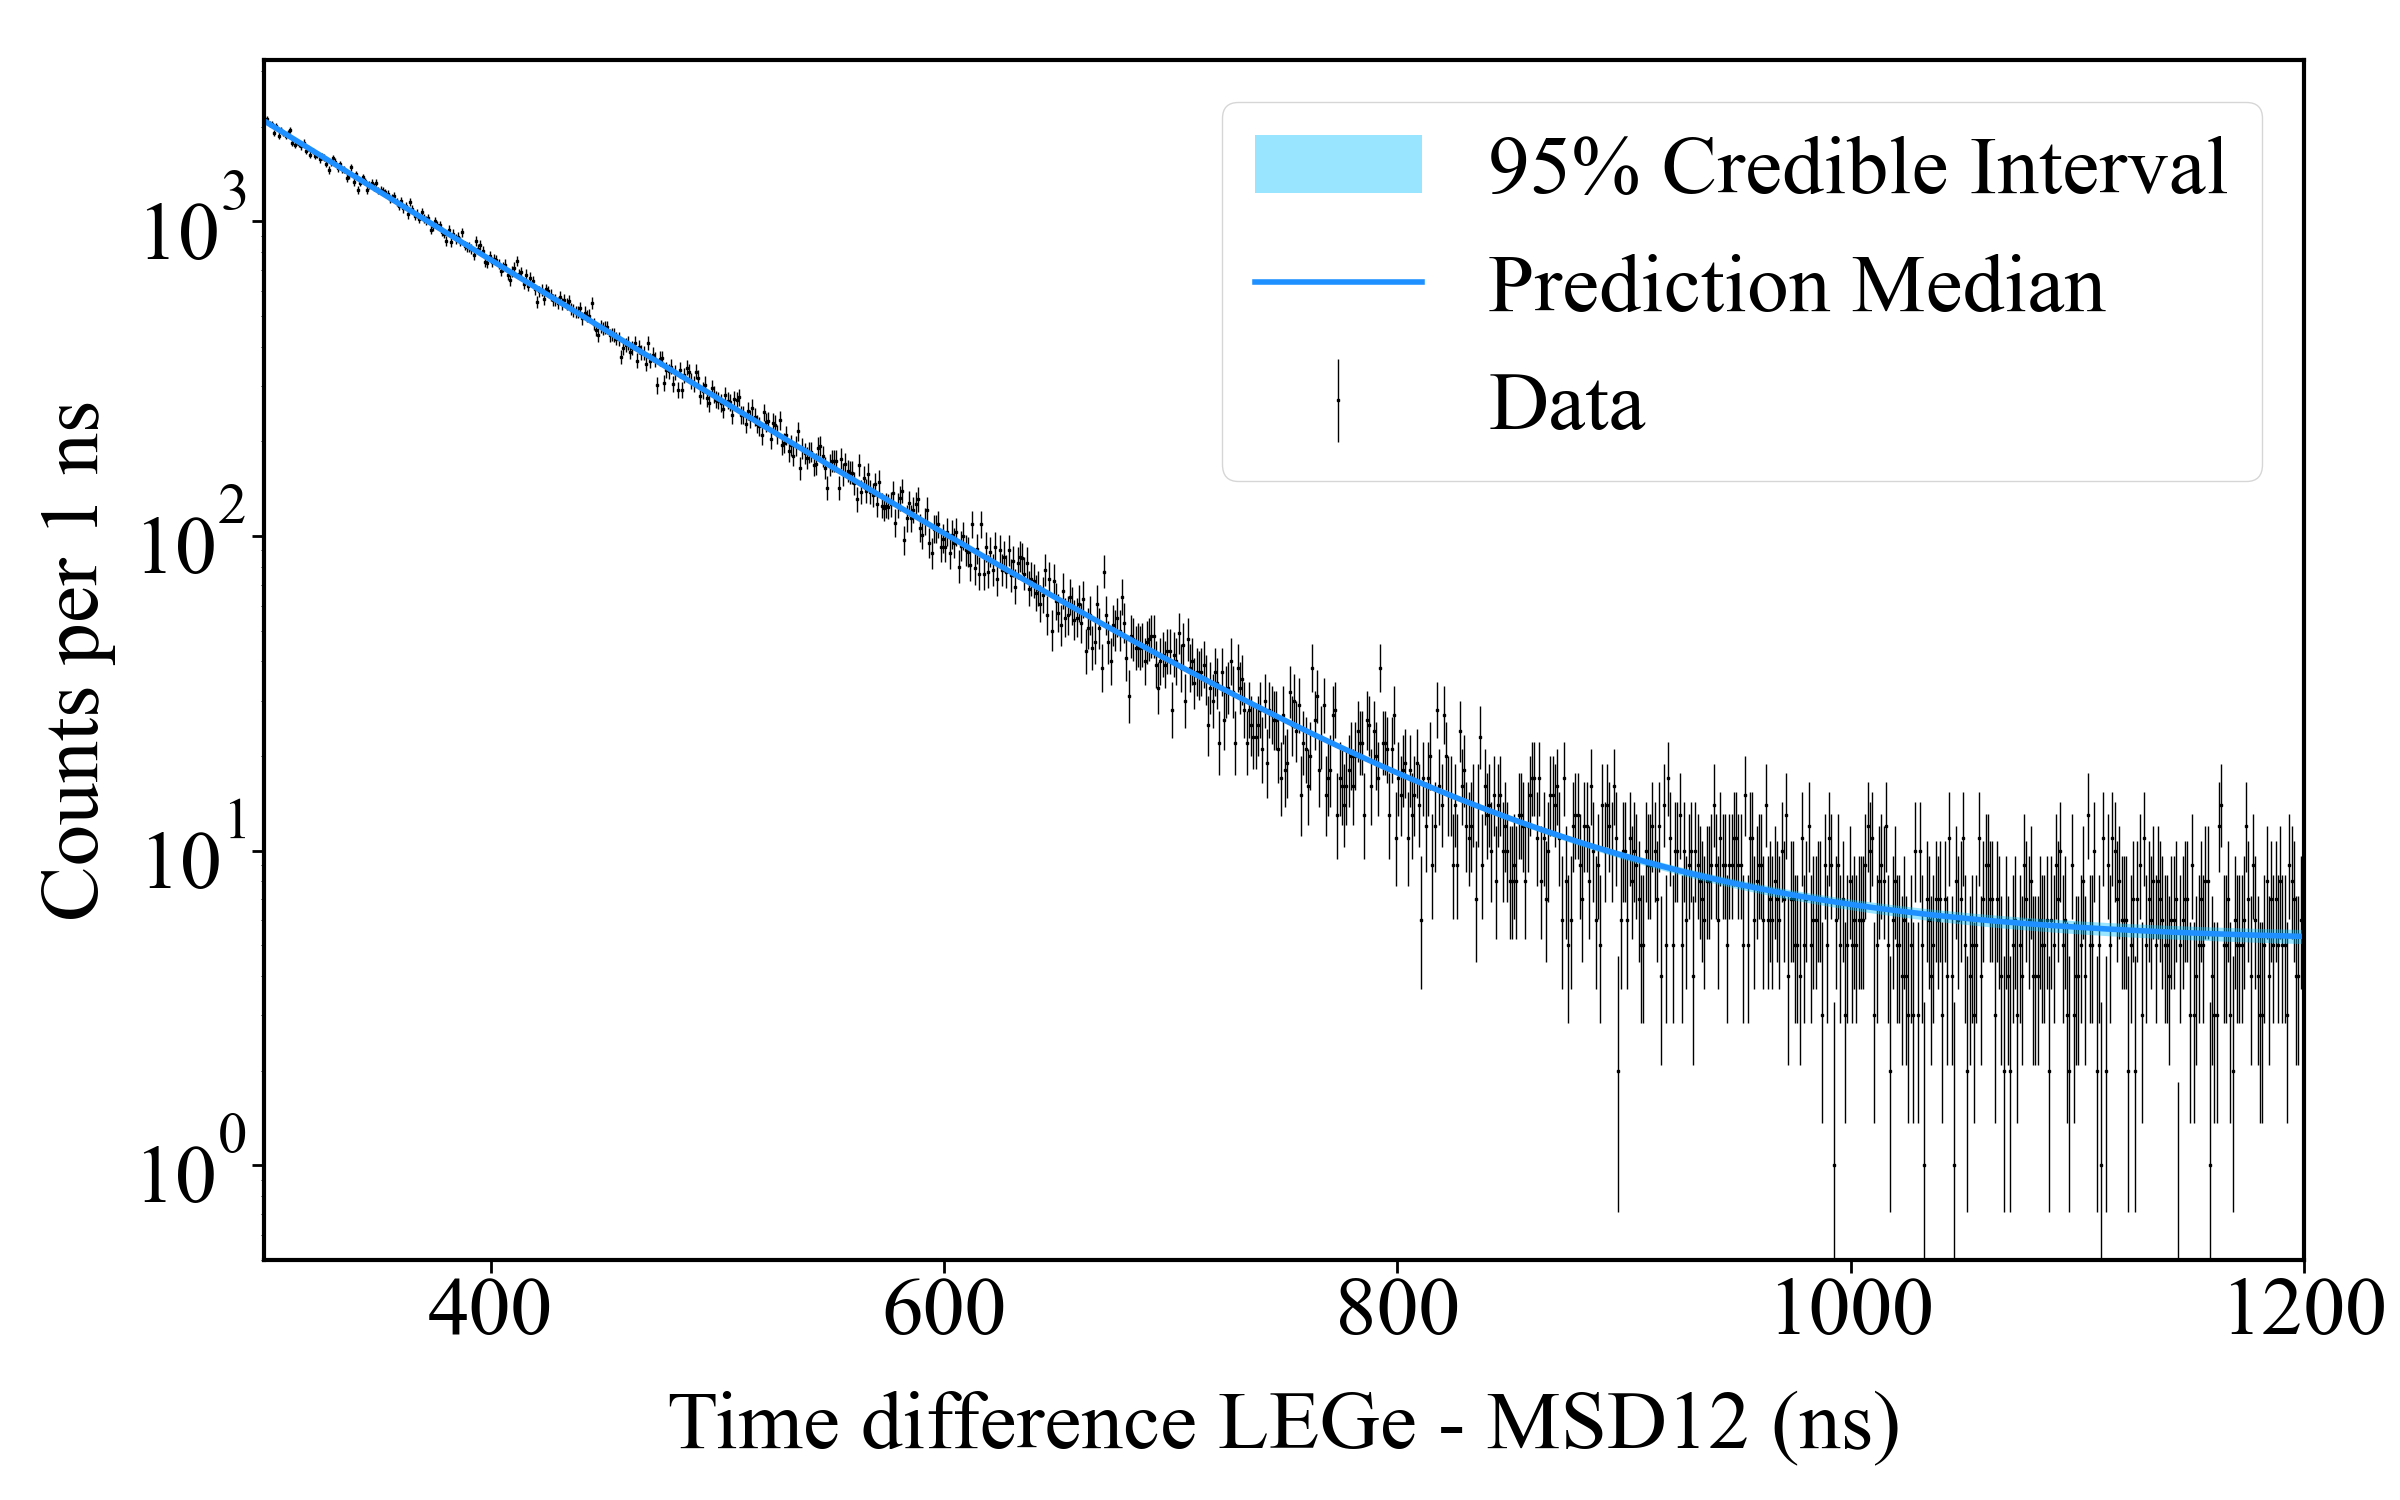 95% Credible Interval
Prediction Median
Data
Counts per 1 ns
10^3
10^2
10^1
10^0
400 600 800 1000 1200
Time difference LEGe - MSD12 (ns)